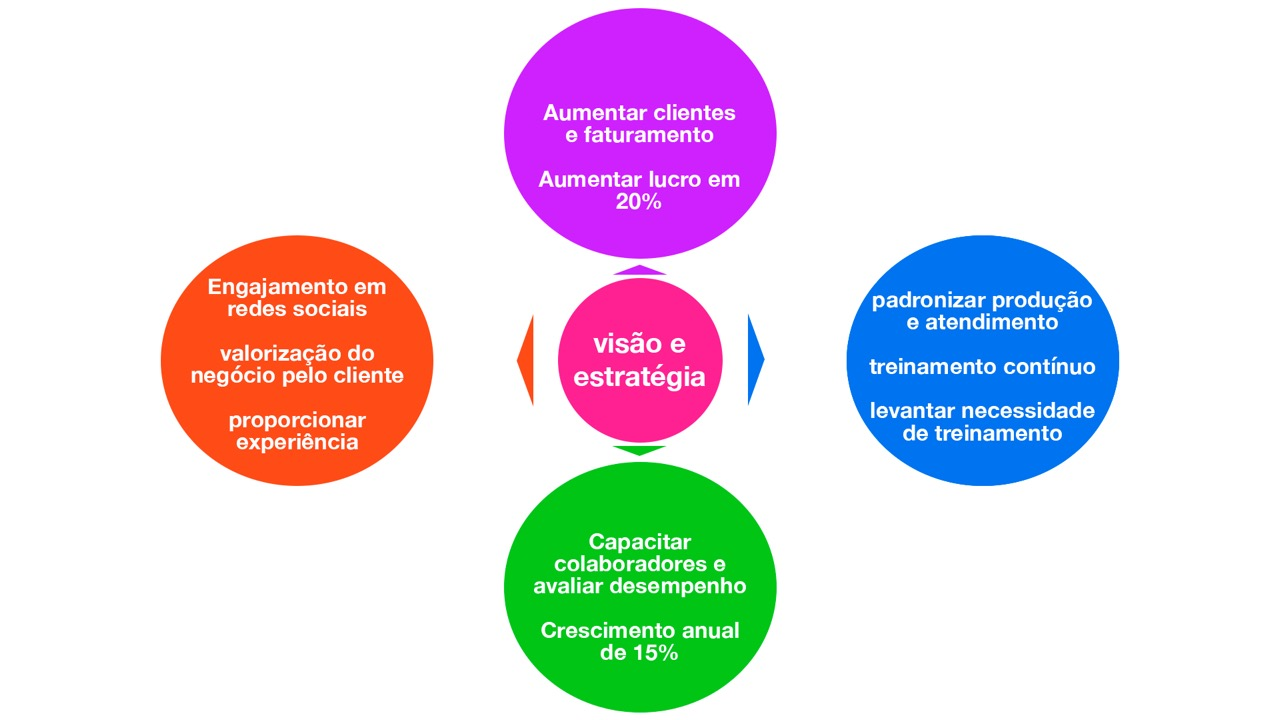 Aumentar clientes
e faturamento
Aumentar lucro em
20%
Engajamento em
redes sociais
valorização do
negócio pelo cliente
proporcionar
experiência
visão e
estratégia
padronizar produção
e atendimento
treinamento contínuo
levantar necessidade
de treinamento
Capacitar
colaboradores e
avaliar desempenho
Crescimento anual
de 15%